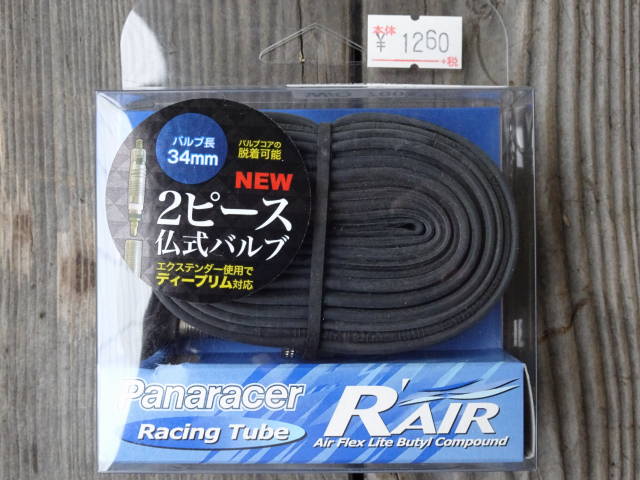 本体
¥ 1260
+税
バルブ長
34mm
バルブコアの
脱着可能
NEW
2ピース
仏式バルブ
エクステンダー使用で
ディープリム対応
Panaracer
R'AIR
Racing Tube
Air Flex Lite Butyl Compound